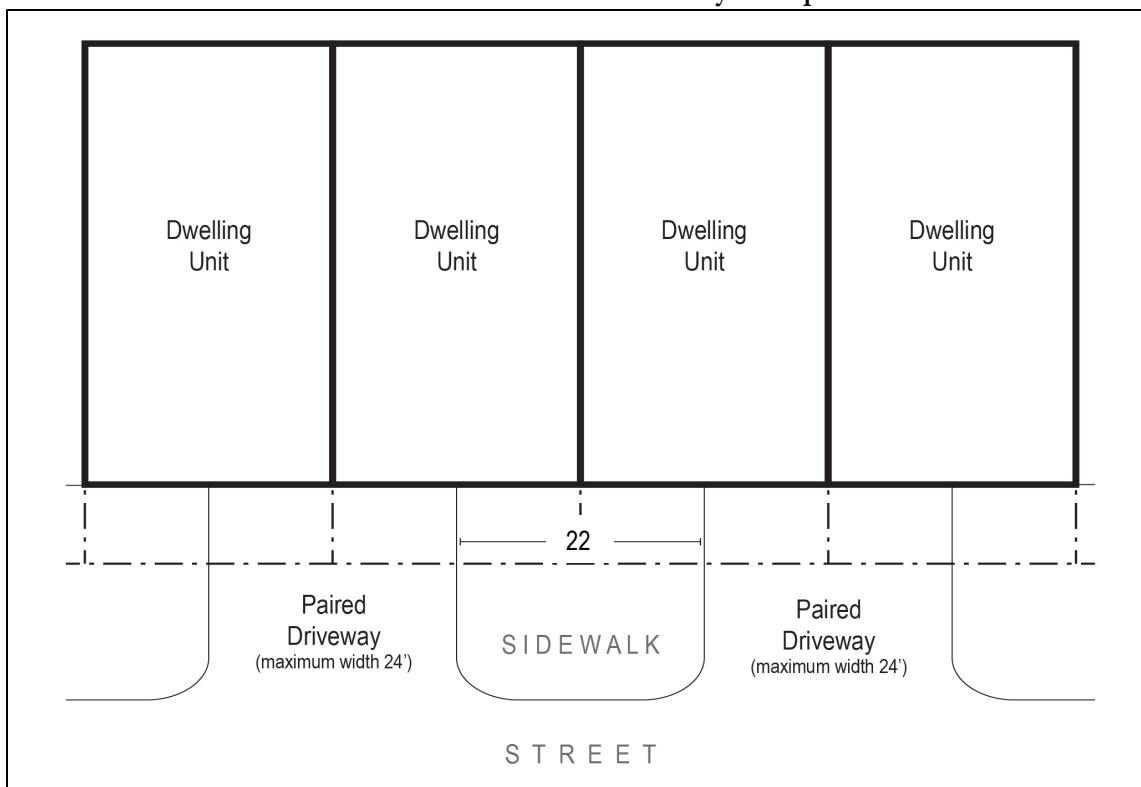 Dwelling
Unit
Dwelling
Unit
Dwelling
Unit
Dwelling
Unit
22
Paired
Driveway
(maximum width 24')
SIDEWALK
Paired
Driveway
(maximum width 24')
STREET